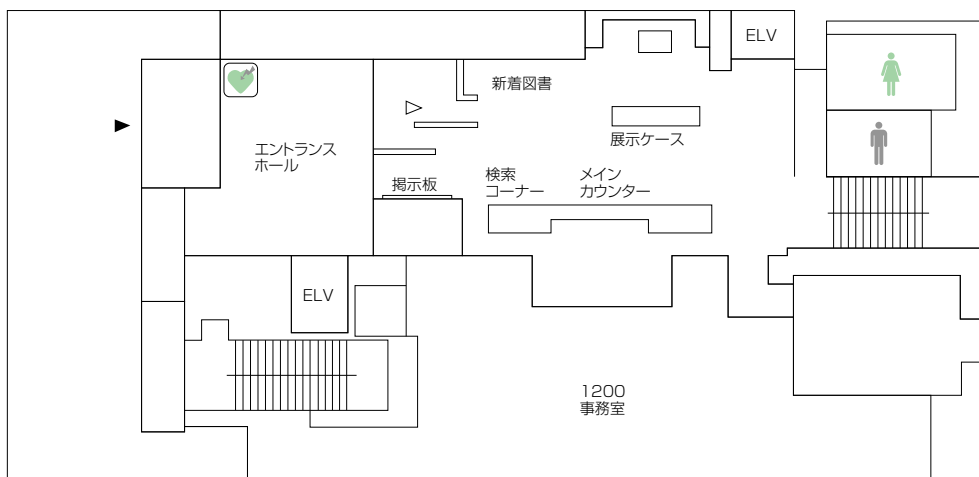 ELV
新着図書
展示ケース
エントランス
ホール
掲示板
検索
コーナー
メイン
カウンター
ELV
1200
事務室